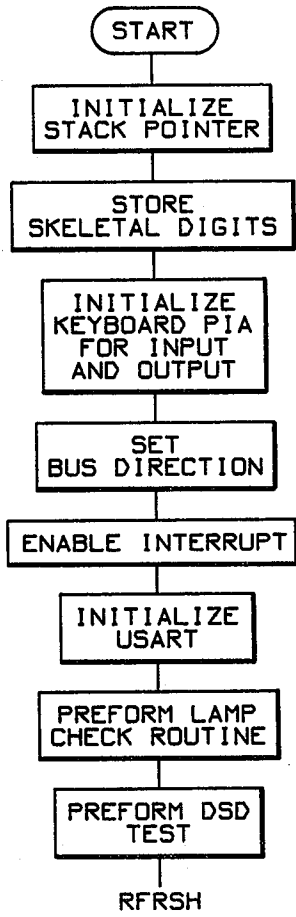 START
INITIALIZE
STACK POINTER
STORE
SKELETAL DIGITS
INITIALIZE
KEYBOARD PIA
FOR INPUT
AND OUTPUT
SET
BUS DIRECTION
ENABLE INTERRUPT
INITIALIZE
USART
PREFORM LAMP
CHECK ROUTINE
PREFORM DSD
TEST
RFRSH